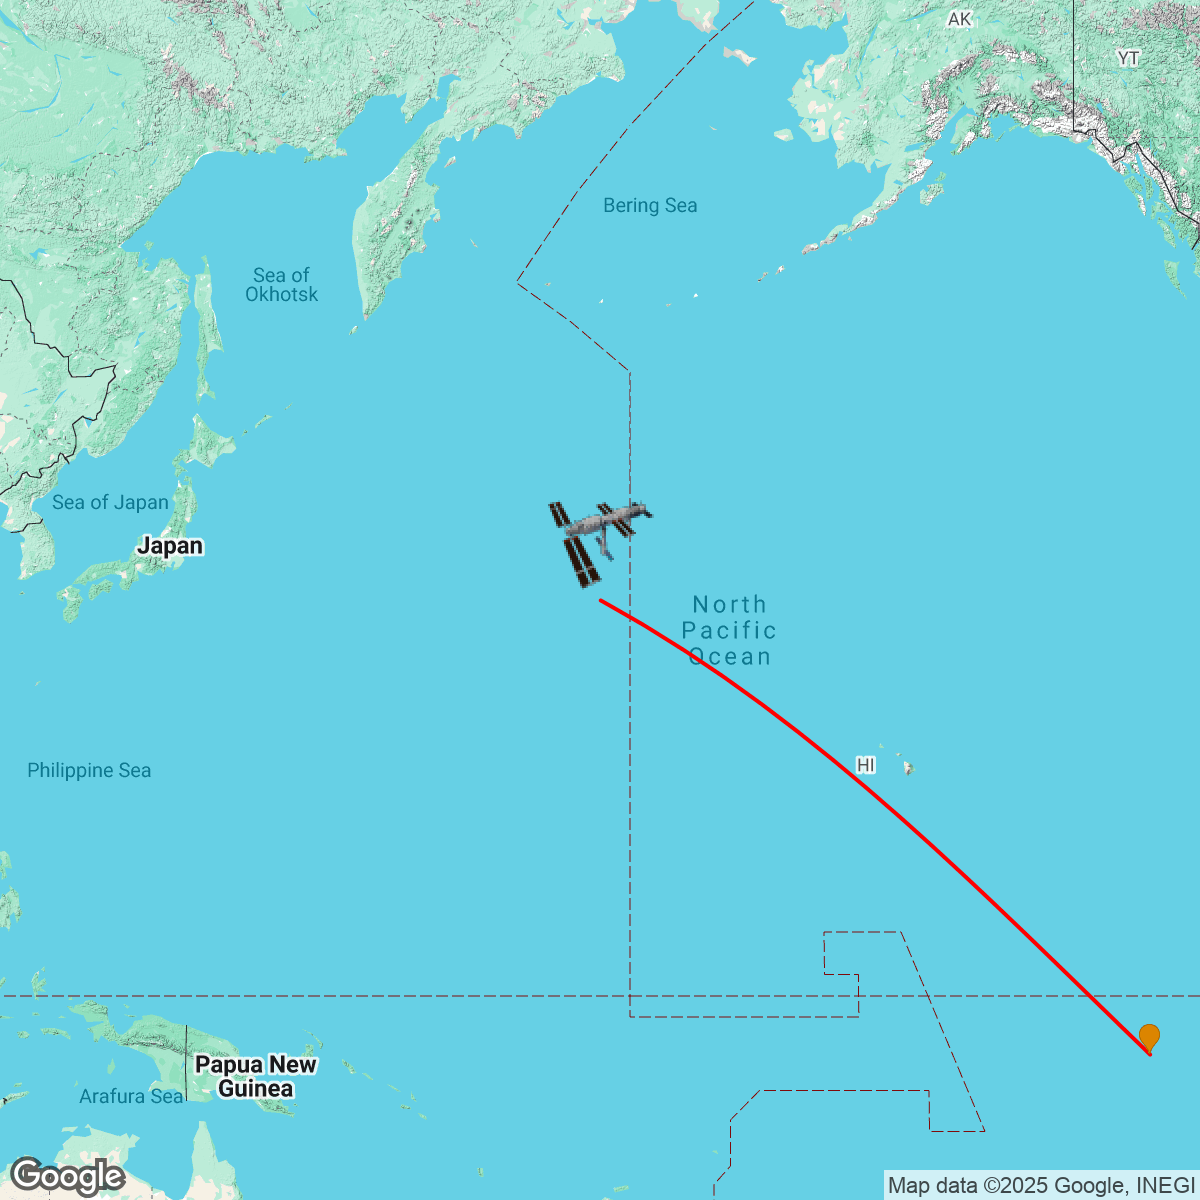 AK
YT
Bering Sea
Sea of
Okhotsk
Sea of Japan
Japan
North
Pacific
Ocean
HI
Philippine Sea
Papua New
Guinea
Arafura Sea
Google
Map data ©2025 Google, INEGI